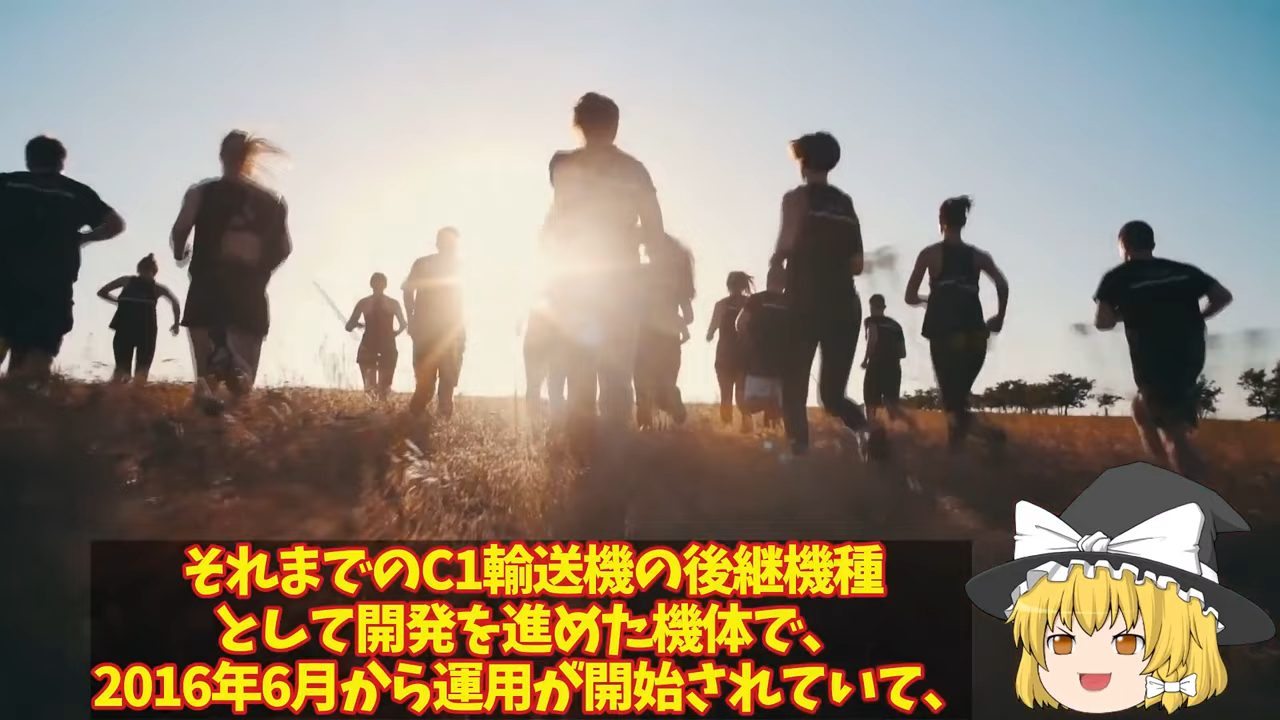 それまでのC1輸送機の後継機種
として開発を進めた機体で、
2016年6月から運用が開始されていて、